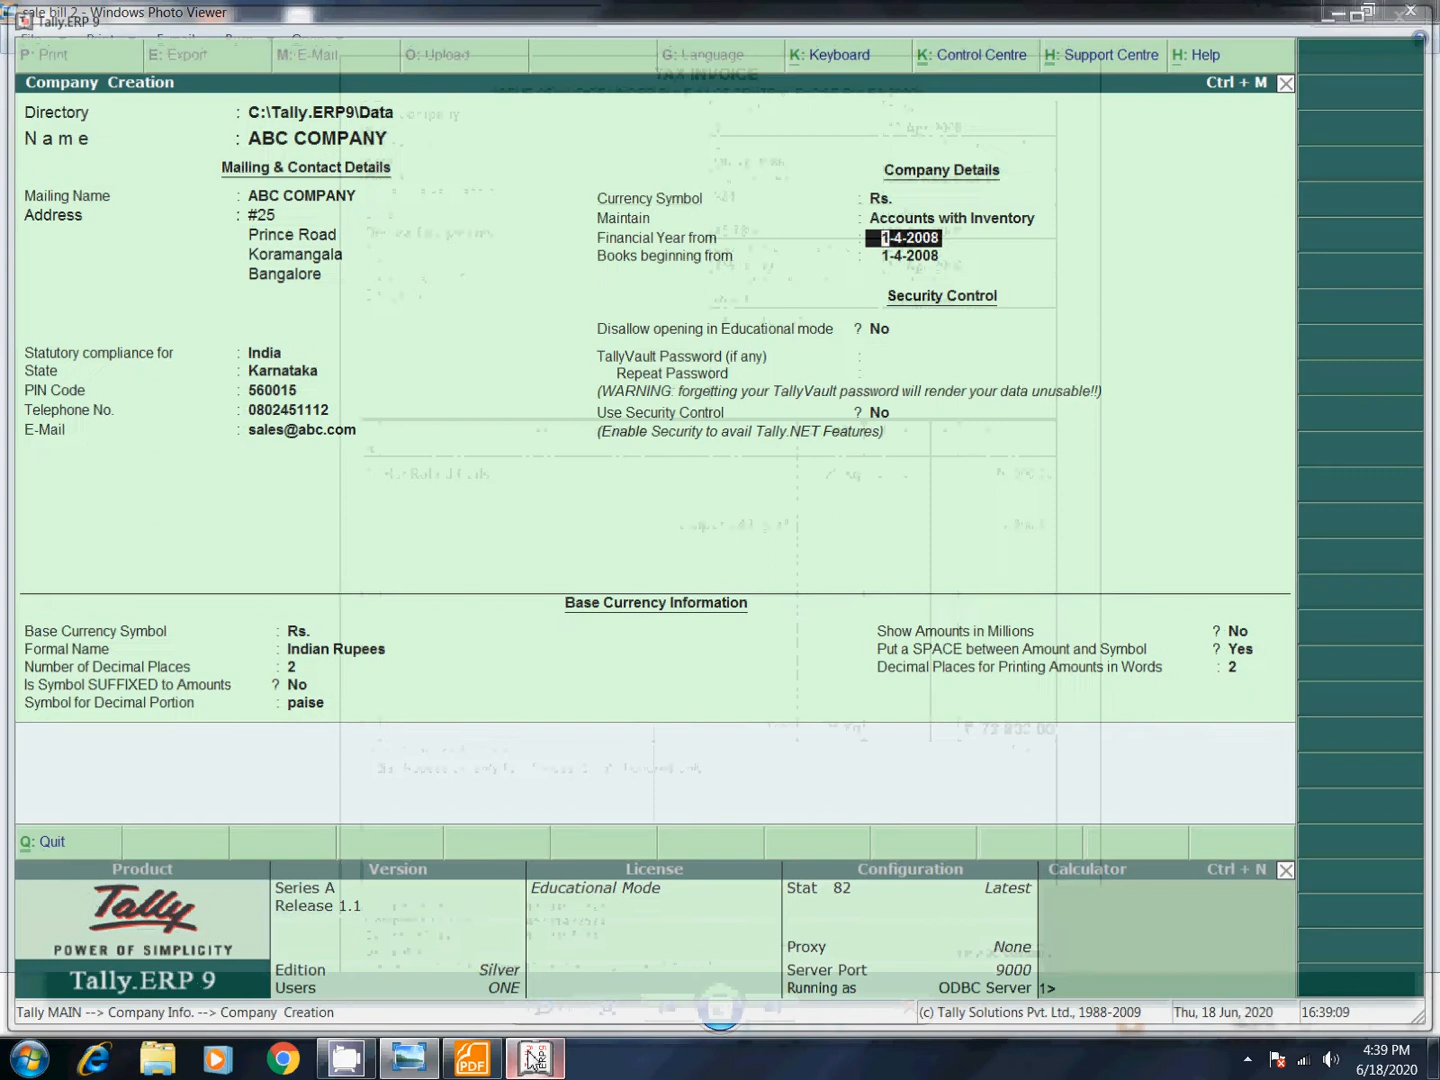 sale bill 2 - Windows Photo Viewer
Tally.ERP 9
P: Print
E: Export
M: E-Mail
O: Upload
G: Language
K: Keyboard
K: Control Centre
H: Support Centre
H: Help
TAX INVOICE
Company Creation
Ctrl + M
Directory : C:\Tally.ERP9\Data
Name : ABC COMPANY
Mailing & Contact Details
Mailing Name : ABC COMPANY
Address : #25
Prince Road
Koramangala
Bangalore
Statutory compliance for : India
State : Karnataka
PIN Code : 560015
Telephone No. : 0802451112
E-Mail : sales@abc.com
Company Details
Currency Symbol : Rs.
Maintain : Accounts with Inventory
Financial Year from : 1-4-2008
Books beginning from : 1-4-2008
Security Control
Disallow opening in Educational mode ? No
TallyVault Password (if any) :
Repeat Password :
(WARNING: forgetting your TallyVault password will render your data unusable!!)
Use Security Control ? No
(Enable Security to avail Tally.NET Features)
Base Currency Information
Base Currency Symbol : Rs.
Formal Name : Indian Rupees
Number of Decimal Places : 2
Is Symbol SUFFIXED to Amounts ? No
Symbol for Decimal Portion : paise
Show Amounts in Millions ? No
Put a SPACE between Amount and Symbol ? Yes
Decimal Places for Printing Amounts in Words : 2
Q: Quit
Product
Version
License
Configuration
Calculator
Ctrl + N
Tally
POWER OF SIMPLICITY
Tally.ERP 9
Series A
Release 1.1
Edition Silver
Users ONE
Educational Mode
Stat 82 Latest
Proxy None
Server Port 9000
Running as ODBC Server
1>
Tally MAIN --> Company Info. --> Company Creation
(c) Tally Solutions Pvt. Ltd., 1988-2009
Thu, 18 Jun, 2020
16:39:09
PDF
ERP9
4:39 PM
6/18/2020